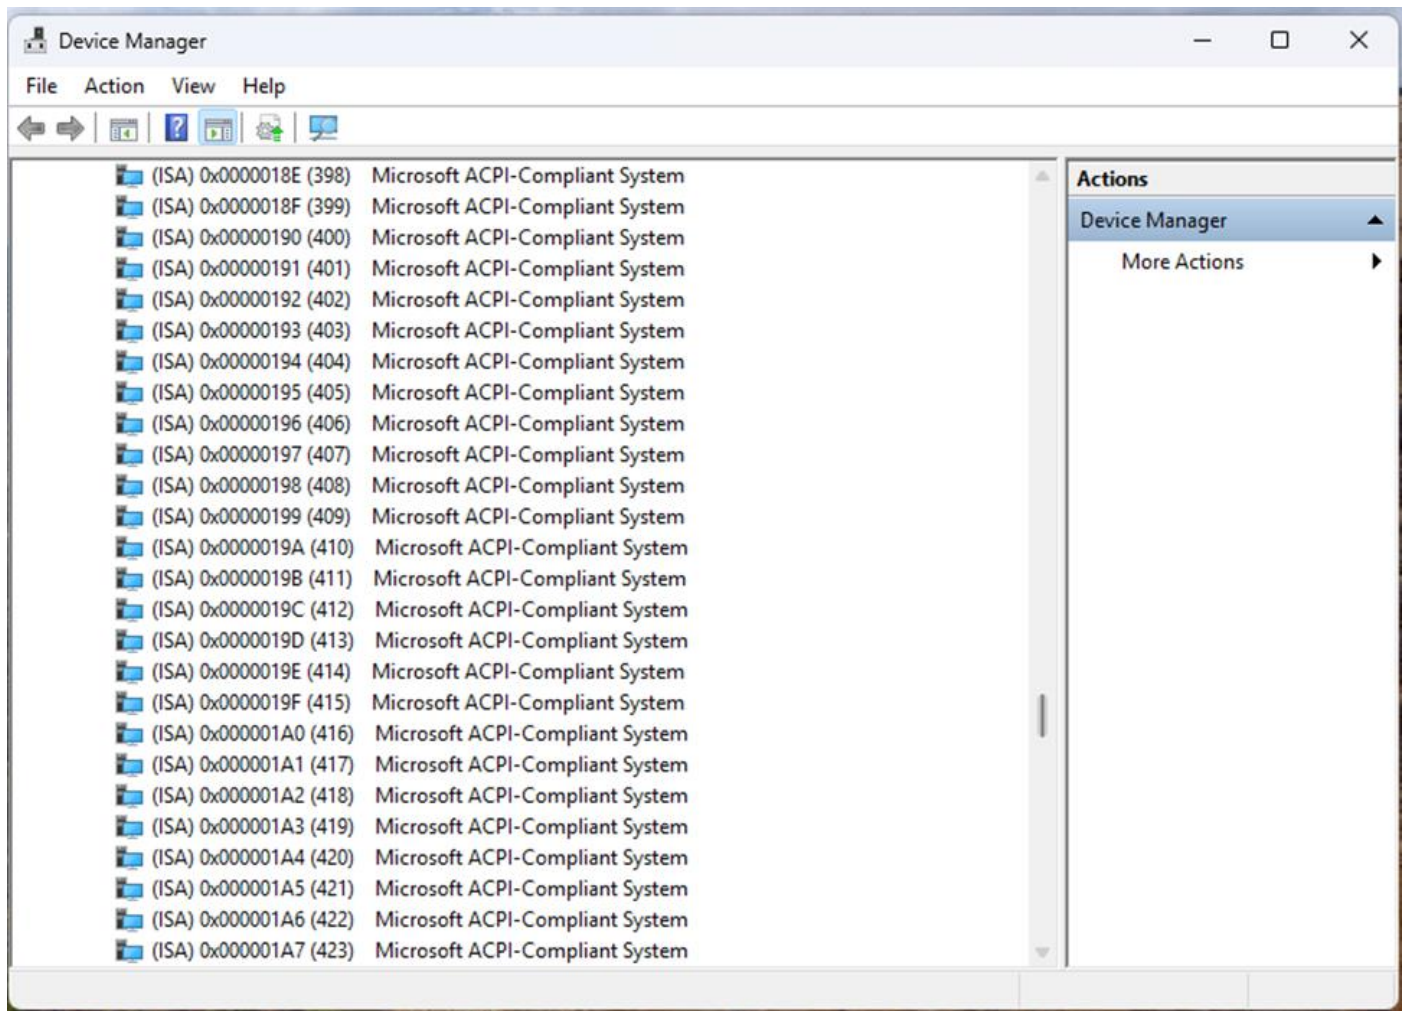 Device Manager
File Action View Help
(ISA) 0x0000018E (398) Microsoft ACPI-Compliant System
(ISA) 0x0000018F (399) Microsoft ACPI-Compliant System
(ISA) 0x00000190 (400) Microsoft ACPI-Compliant System
(ISA) 0x00000191 (401) Microsoft ACPI-Compliant System
(ISA) 0x00000192 (402) Microsoft ACPI-Compliant System
(ISA) 0x00000193 (403) Microsoft ACPI-Compliant System
(ISA) 0x00000194 (404) Microsoft ACPI-Compliant System
(ISA) 0x00000195 (405) Microsoft ACPI-Compliant System
(ISA) 0x00000196 (406) Microsoft ACPI-Compliant System
(ISA) 0x00000197 (407) Microsoft ACPI-Compliant System
(ISA) 0x00000198 (408) Microsoft ACPI-Compliant System
(ISA) 0x00000199 (409) Microsoft ACPI-Compliant System
(ISA) 0x0000019A (410) Microsoft ACPI-Compliant System
(ISA) 0x0000019B (411) Microsoft ACPI-Compliant System
(ISA) 0x0000019C (412) Microsoft ACPI-Compliant System
(ISA) 0x0000019D (413) Microsoft ACPI-Compliant System
(ISA) 0x0000019E (414) Microsoft ACPI-Compliant System
(ISA) 0x0000019F (415) Microsoft ACPI-Compliant System
(ISA) 0x000001A0 (416) Microsoft ACPI-Compliant System
(ISA) 0x000001A1 (417) Microsoft ACPI-Compliant System
(ISA) 0x000001A2 (418) Microsoft ACPI-Compliant System
(ISA) 0x000001A3 (419) Microsoft ACPI-Compliant System
(ISA) 0x000001A4 (420) Microsoft ACPI-Compliant System
(ISA) 0x000001A5 (421) Microsoft ACPI-Compliant System
(ISA) 0x000001A6 (422) Microsoft ACPI-Compliant System
(ISA) 0x000001A7 (423) Microsoft ACPI-Compliant System
Actions
Device Manager
More Actions